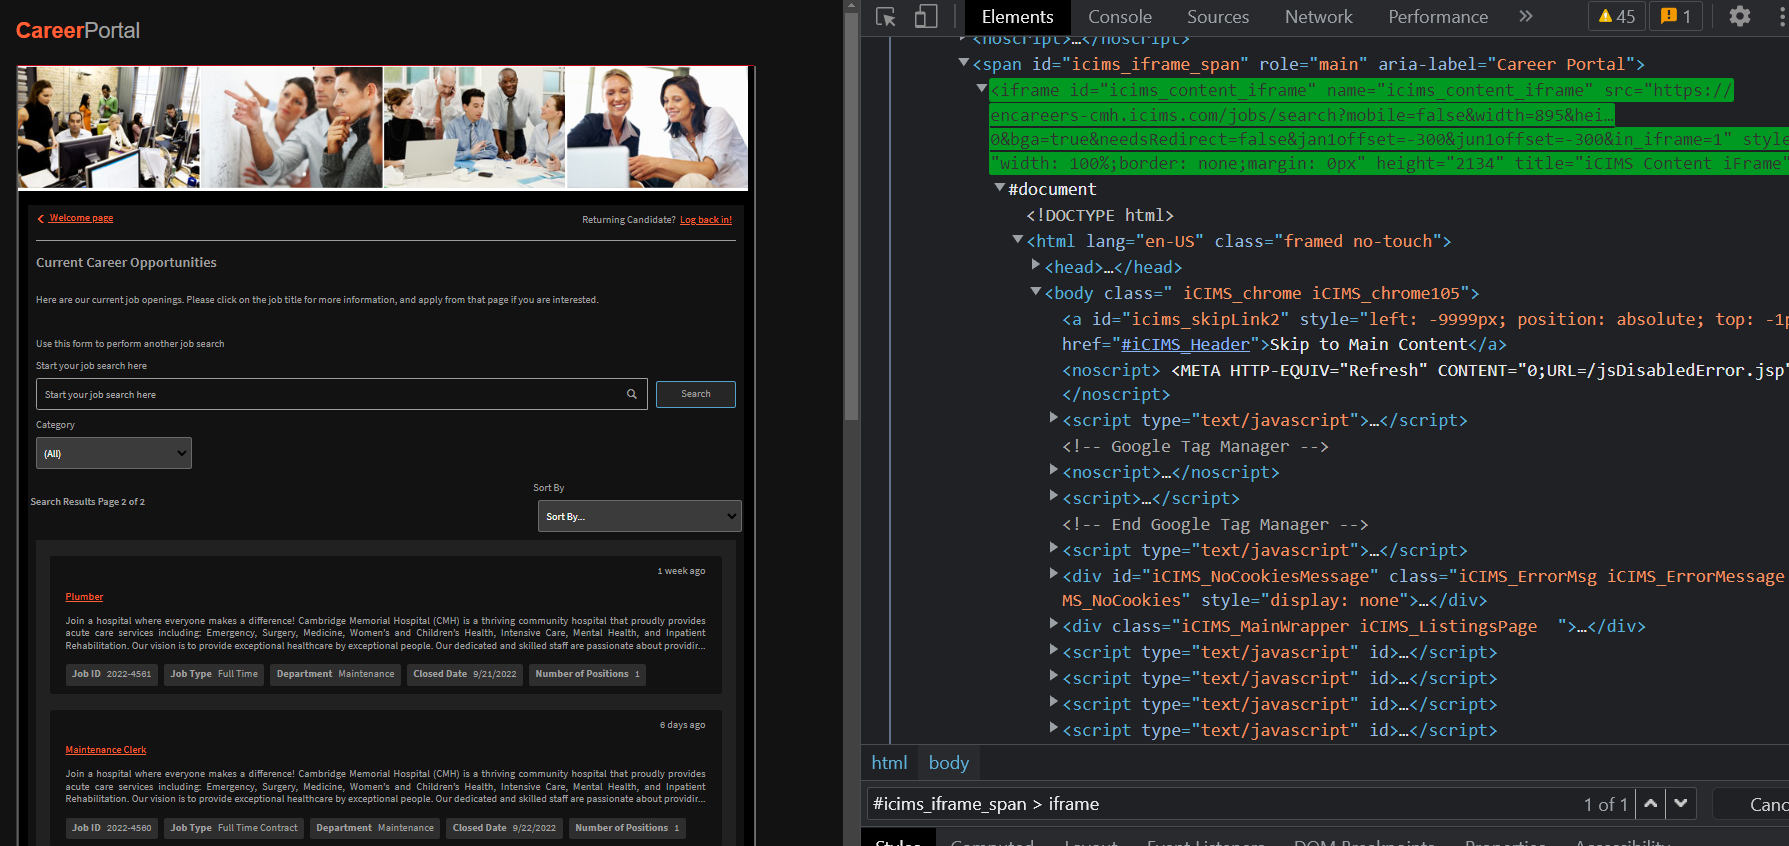 CareerPortal
Welcome page
Returning Candidate? Log back in!
Current Career Opportunities
Here are our current job openings. Please click on the job title for more information, and apply from that page if you are interested.
Use this form to perform another job search
Start your job search here
Start your job search here
Search
Category
(All)
Search Results Page 2 of 2
Sort By
Sort By...
1 week ago
Plumber
Join a hospital where everyone makes a difference! Cambridge Memorial Hospital (CMH) is a thriving community hospital that proudly provides
acute care services including: Emergency, Surgery, Medicine, Women's and Children's Health, Intensive Care, Mental Health, and Inpatient
Rehabilitation. Our vision is to provide exceptional healthcare by exceptional people. Our dedicated and skilled staff are passionate about providir...
Job ID 2022-4561 Job Type Full Time Department Maintenance Closed Date 9/21/2022 Number of Positions 1
6 days ago
Maintenance Clerk
Join a hospital where everyone makes a difference! Cambridge Memorial Hospital (CMH) is a thriving community hospital that proudly provides
acute care services including: Emergency, Surgery, Medicine, Women's and Children's Health, Intensive Care, Mental Health, and Inpatient
Rehabilitation. Our vision is to provide exceptional healthcare by exceptional people. Our dedicated and skilled staff are passionate about providir...
Job ID 2022-4560 Job Type Full Time Contract Department Maintenance Closed Date 9/22/2022 Number of Positions 1
Elements Console Sources Network Performance » 45 1
<noscript>…</noscript>
<span id="icims_iframe_span" role="main" aria-label="Career Portal">
<iframe id="icims_content_iframe" name="icims_content_iframe" src="https://
encareers-cmh.icims.com/jobs/search?mobile=false&width=895&hei…
0&bga=true&needsRedirect=false&jan1offset=-300&jun1offset=-300&in_iframe=1" style
"width: 100%;border: none;margin: 0px" height="2134" title="iCIMS Content iFrame"
#document
<!DOCTYPE html>
<html lang="en-US" class="framed no-touch">
<head>…</head>
<body class=" iCIMS_chrome iCIMS_chrome105">
<a id="icims_skipLink2" style="left: -9999px; position: absolute; top: -1p
href="#iCIMS_Header">Skip to Main Content</a>
<noscript> <META HTTP-EQUIV="Refresh" CONTENT="0;URL=/jsDisabledError.jsp"
</noscript>
<script type="text/javascript">…</script>
<!-- Google Tag Manager -->
<noscript>…</noscript>
<script>…</script>
<!-- End Google Tag Manager -->
<script type="text/javascript">…</script>
<div id="iCIMS_NoCookiesMessage" class="iCIMS_ErrorMsg iCIMS_ErrorMessage
MS_NoCookies" style="display: none">…</div>
<div class="iCIMS_MainWrapper iCIMS_ListingsPage  ">…</div>
<script type="text/javascript" id>…</script>
<script type="text/javascript" id>…</script>
<script type="text/javascript" id>…</script>
<script type="text/javascript" id>…</script>
html body
#icims_iframe_span > iframe 1 of 1 Canc
Styles Computed Layout Event Listeners DOM Breakpoints Properties Accessibility